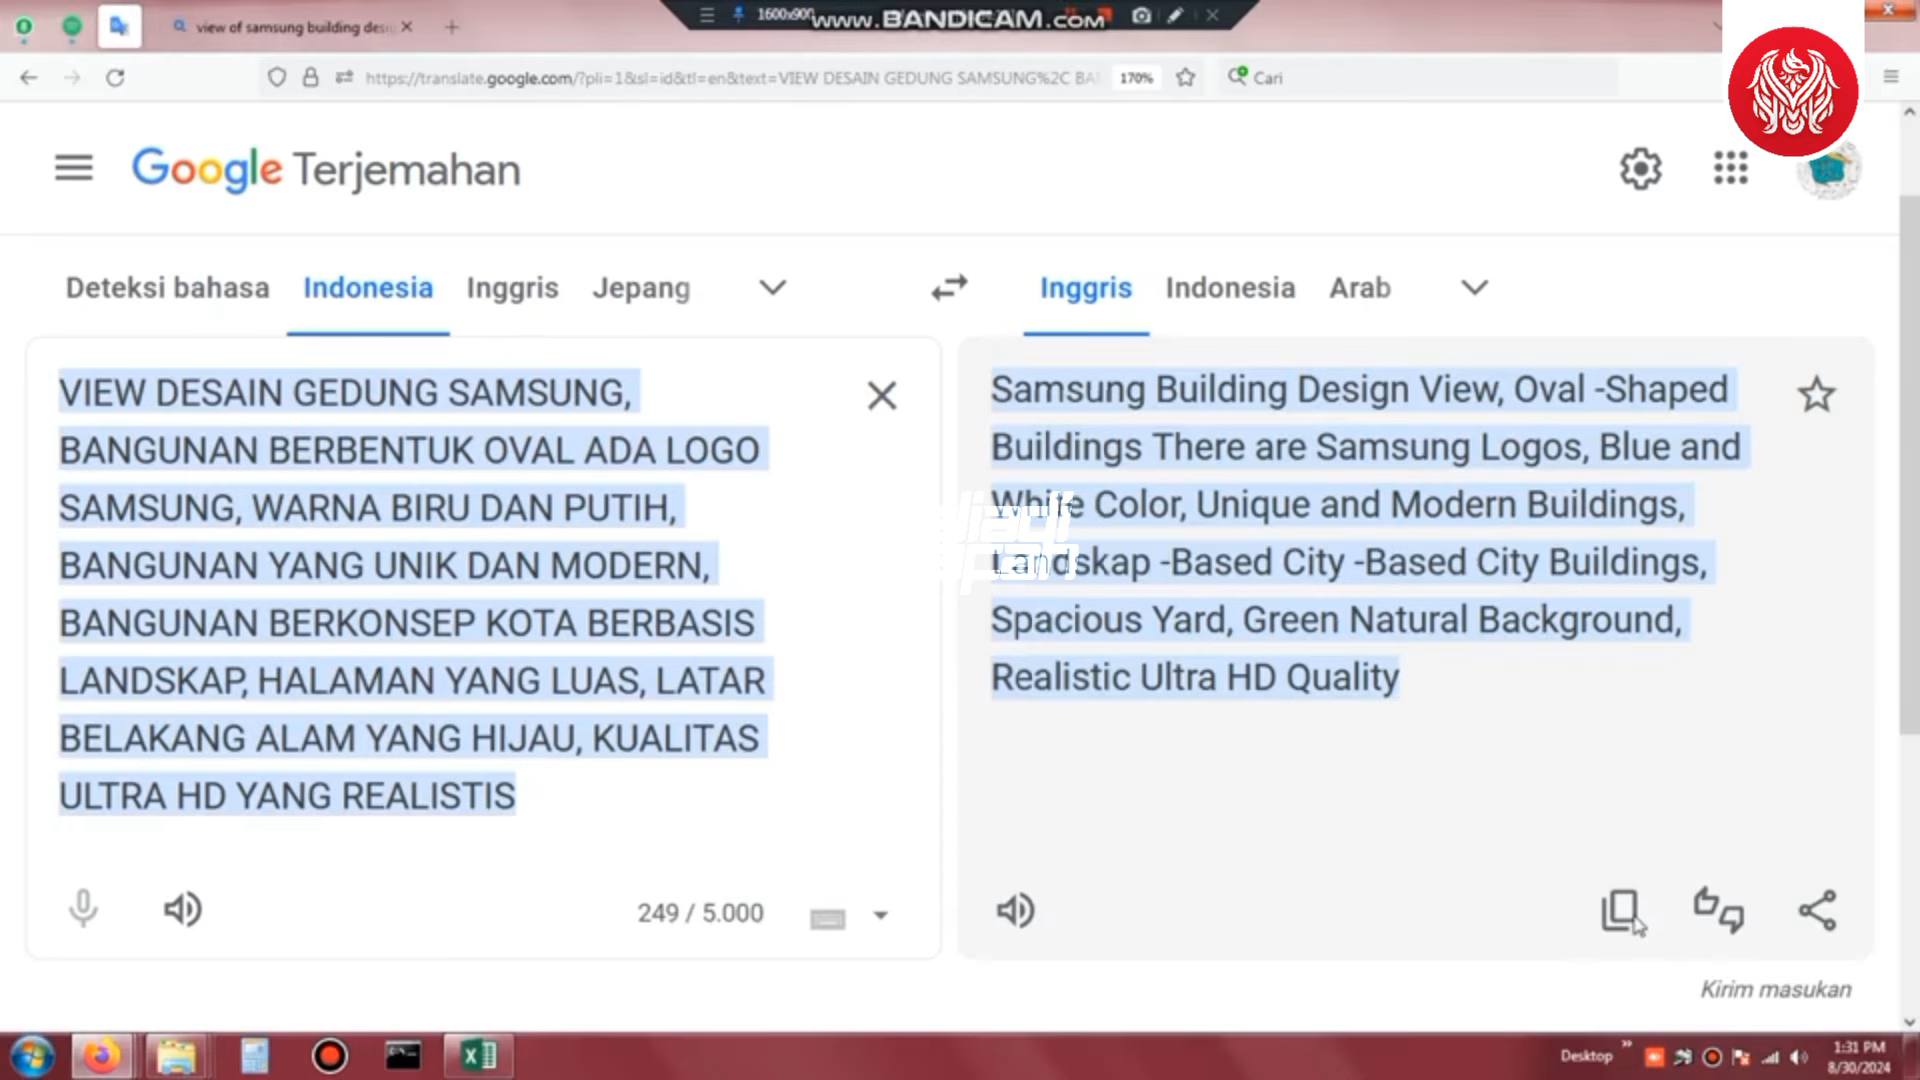 view of samsung building desi
1600x900
www.BANDICAM.com
https://translate.google.com/?pli=1&sl=id&tl=en&text=VIEW DESAIN GEDUNG SAMSUNG%2C BA
170%
Cari
Google Terjemahan
Deteksi bahasa
Indonesia
Inggris
Jepang
Inggris
Indonesia
Arab
VIEW DESAIN GEDUNG SAMSUNG,
BANGUNAN BERBENTUK OVAL ADA LOGO
SAMSUNG, WARNA BIRU DAN PUTIH,
BANGUNAN YANG UNIK DAN MODERN,
BANGUNAN BERKONSEP KOTA BERBASIS
LANDSKAP, HALAMAN YANG LUAS, LATAR
BELAKANG ALAM YANG HIJAU, KUALITAS
ULTRA HD YANG REALISTIS
249 / 5.000
Samsung Building Design View, Oval -Shaped
Buildings There are Samsung Logos, Blue and
White Color, Unique and Modern Buildings,
Landskap -Based City -Based City Buildings,
Spacious Yard, Green Natural Background,
Realistic Ultra HD Quality
Kirim masukan
Desktop
1:31 PM
8/30/2024